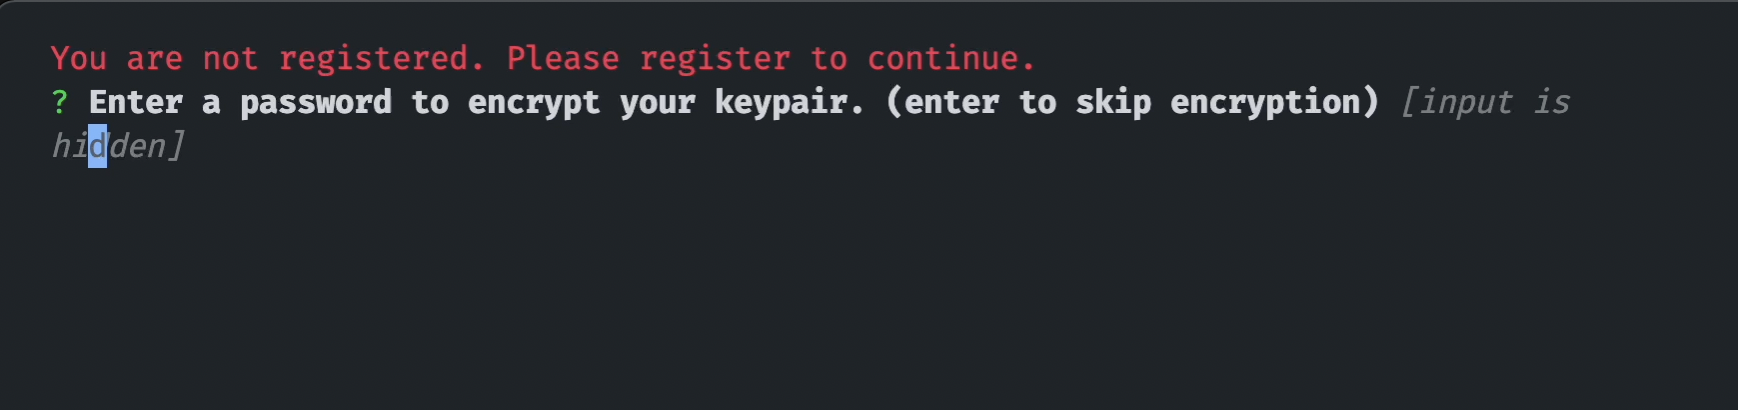 You are not registered. Please register to continue.
? Enter a password to encrypt your keypair. (enter to skip encryption) [input is
hidden]